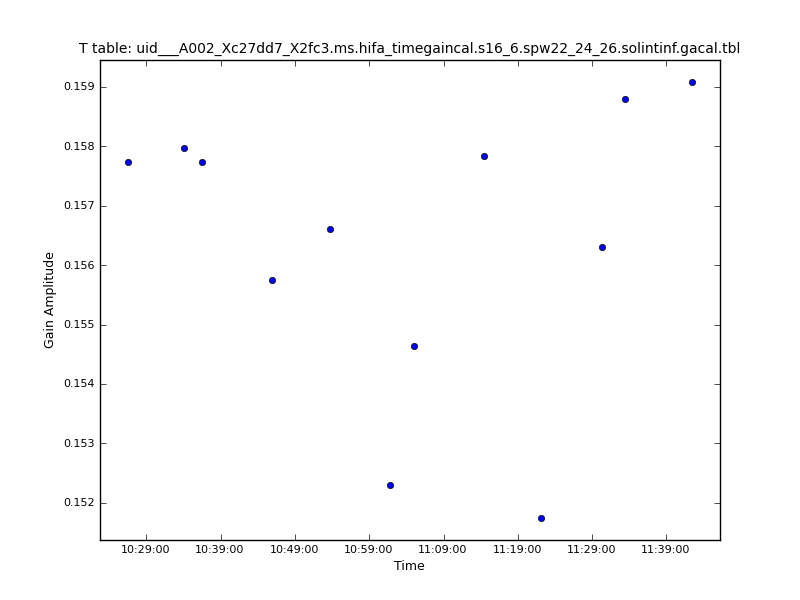 T table: uid___A002_Xc27dd7_X2fc3.ms.hifa_timegaincal.s16_6.spw22_24_26.solintinf.gacal.tbl
0.159
0.158
0.157
0.156
0.155
0.154
0.153
0.152
Gain Amplitude
10:29:00 10:39:00 10:49:00 10:59:00 11:09:00 11:19:00 11:29:00 11:39:00
Time